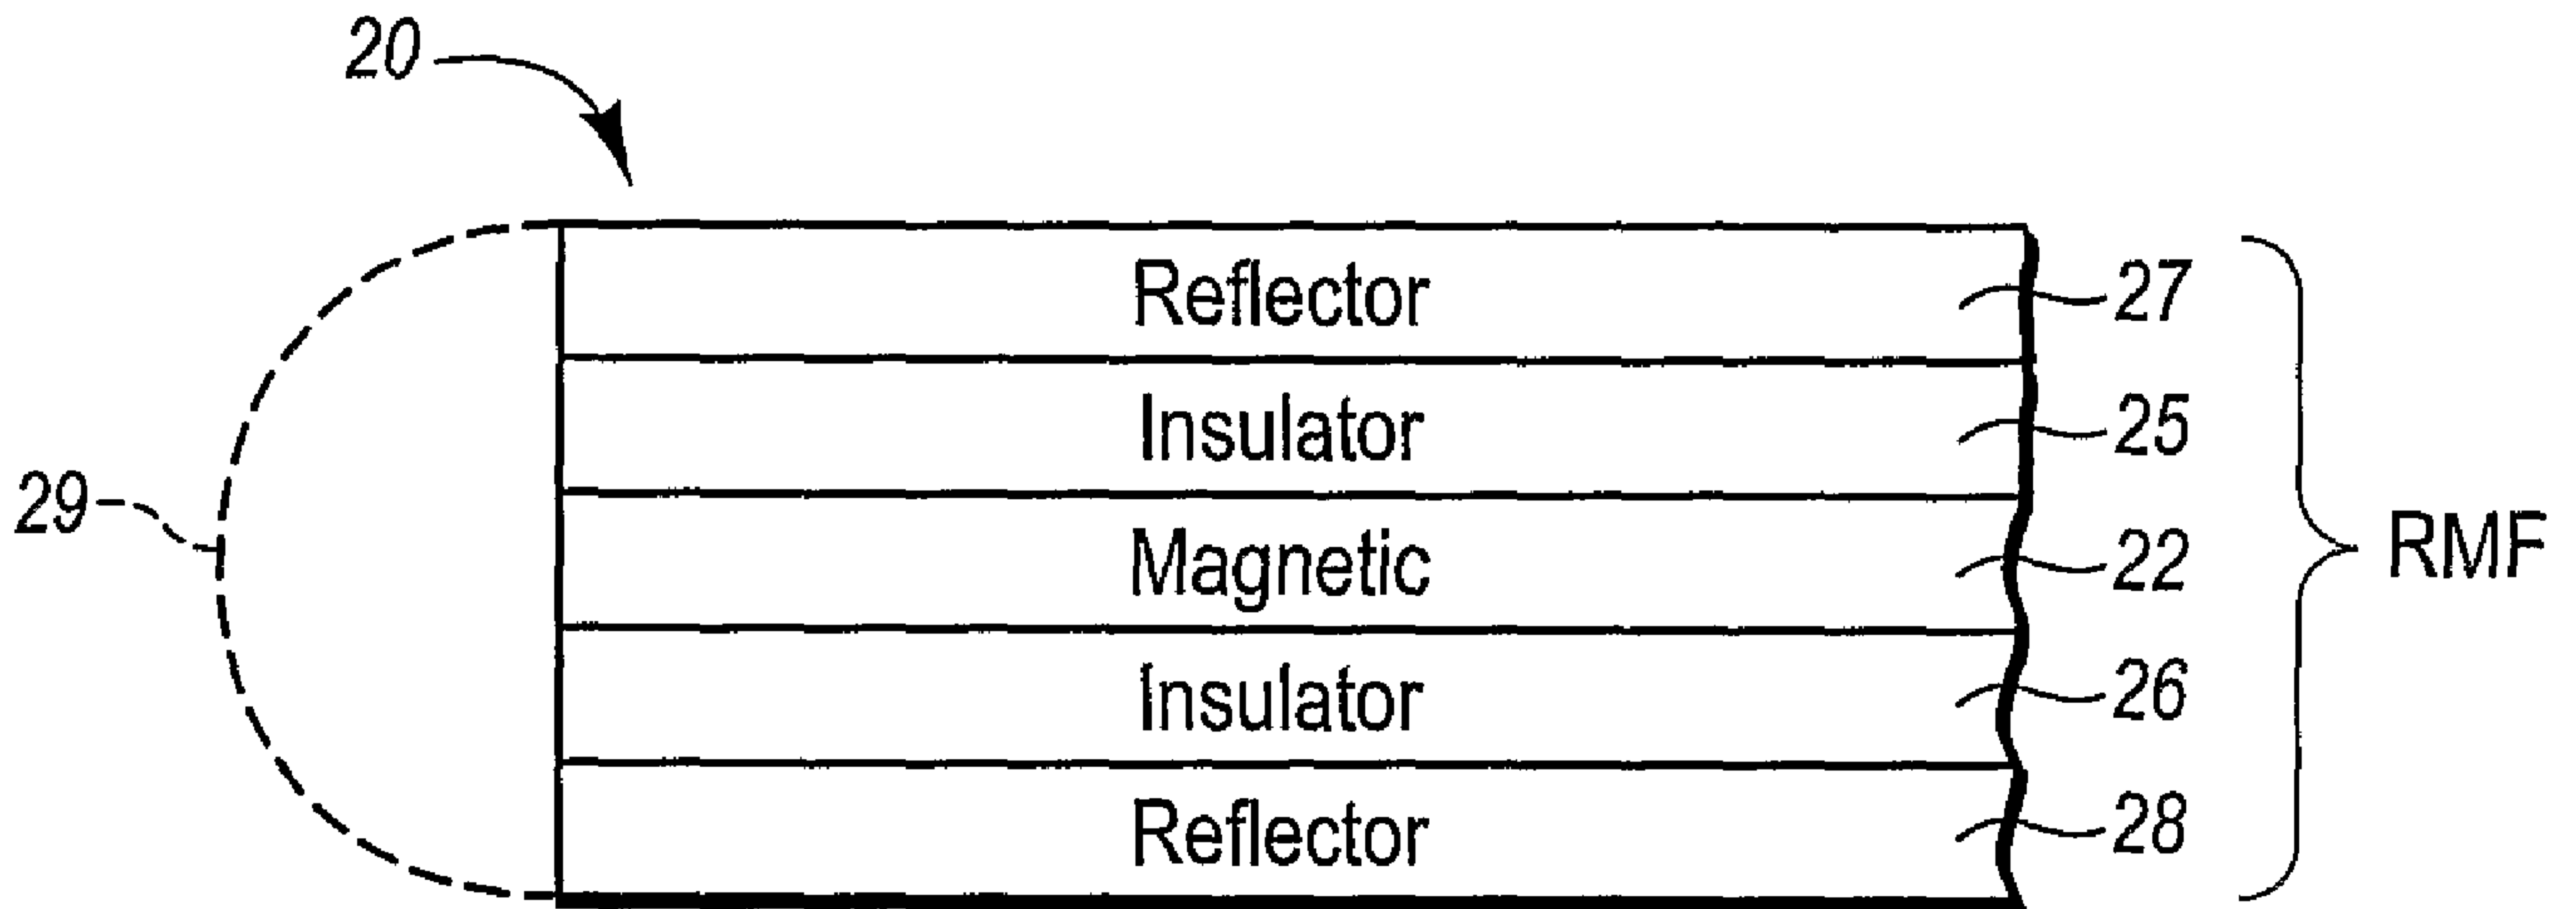 20
Reflector 27
Insulator 25
29 Magnetic 22 RMF
Insulator 26
Reflector 28